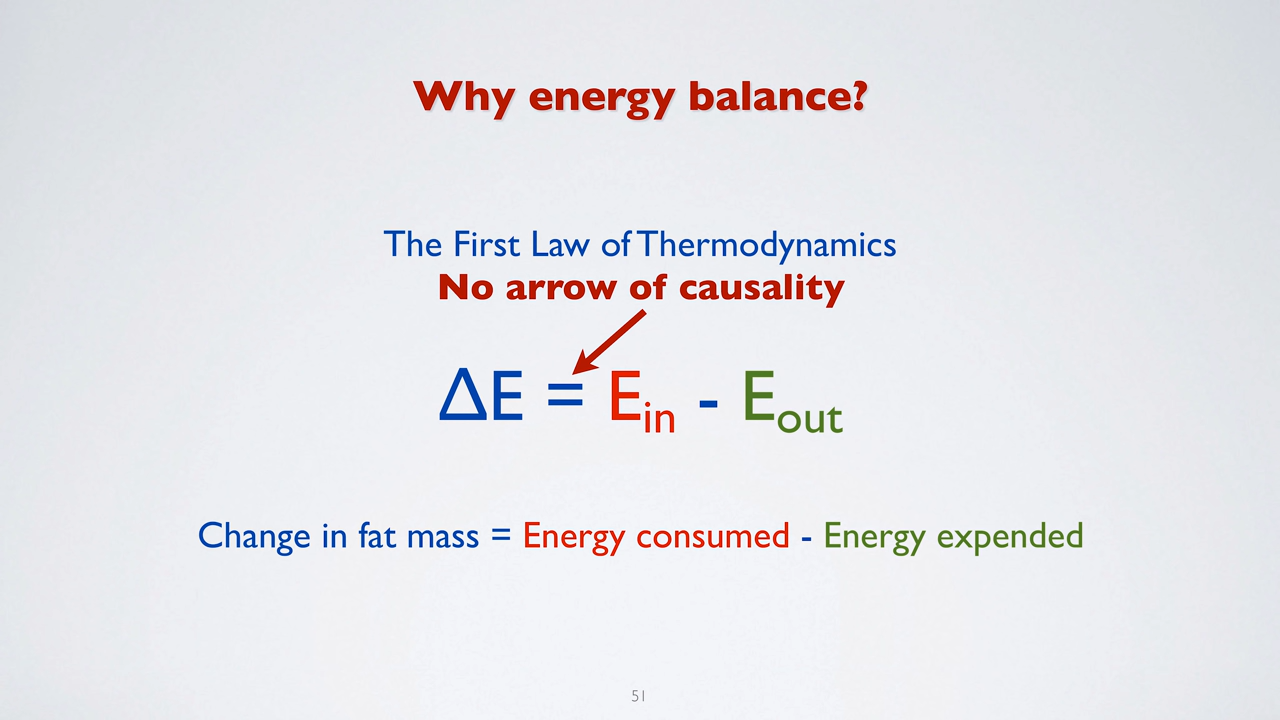 Why energy balance?
The First Law of Thermodynamics
No arrow of causality
ΔE = Ein - Eout
Change in fat mass = Energy consumed - Energy expended
51